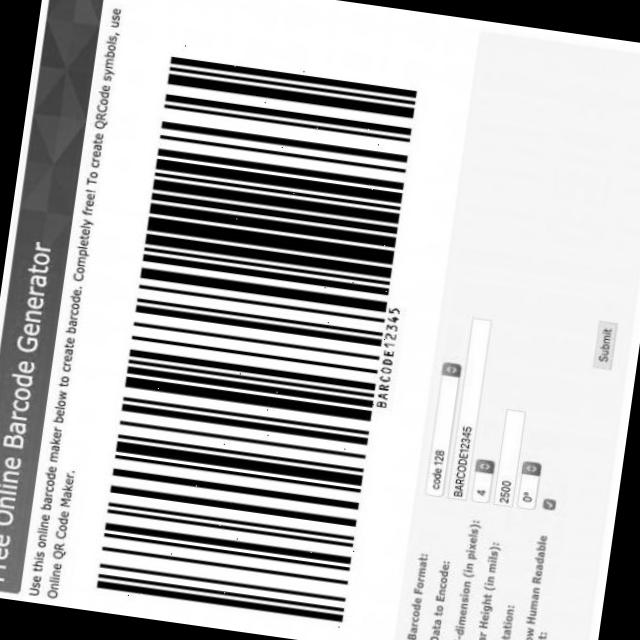 Free Online Barcode Generator
Use this online barcode maker below to create barcode. Completely free! To create QRCode symbols, use
Online QR Code Maker.
BARCODE12345
Barcode Format:
code 128
Data to Encode:
BARCODE12345
dimension (in pixels):
4
Height (in mils):
2500
tation:
0°
ow Human Readable
t:
Submit